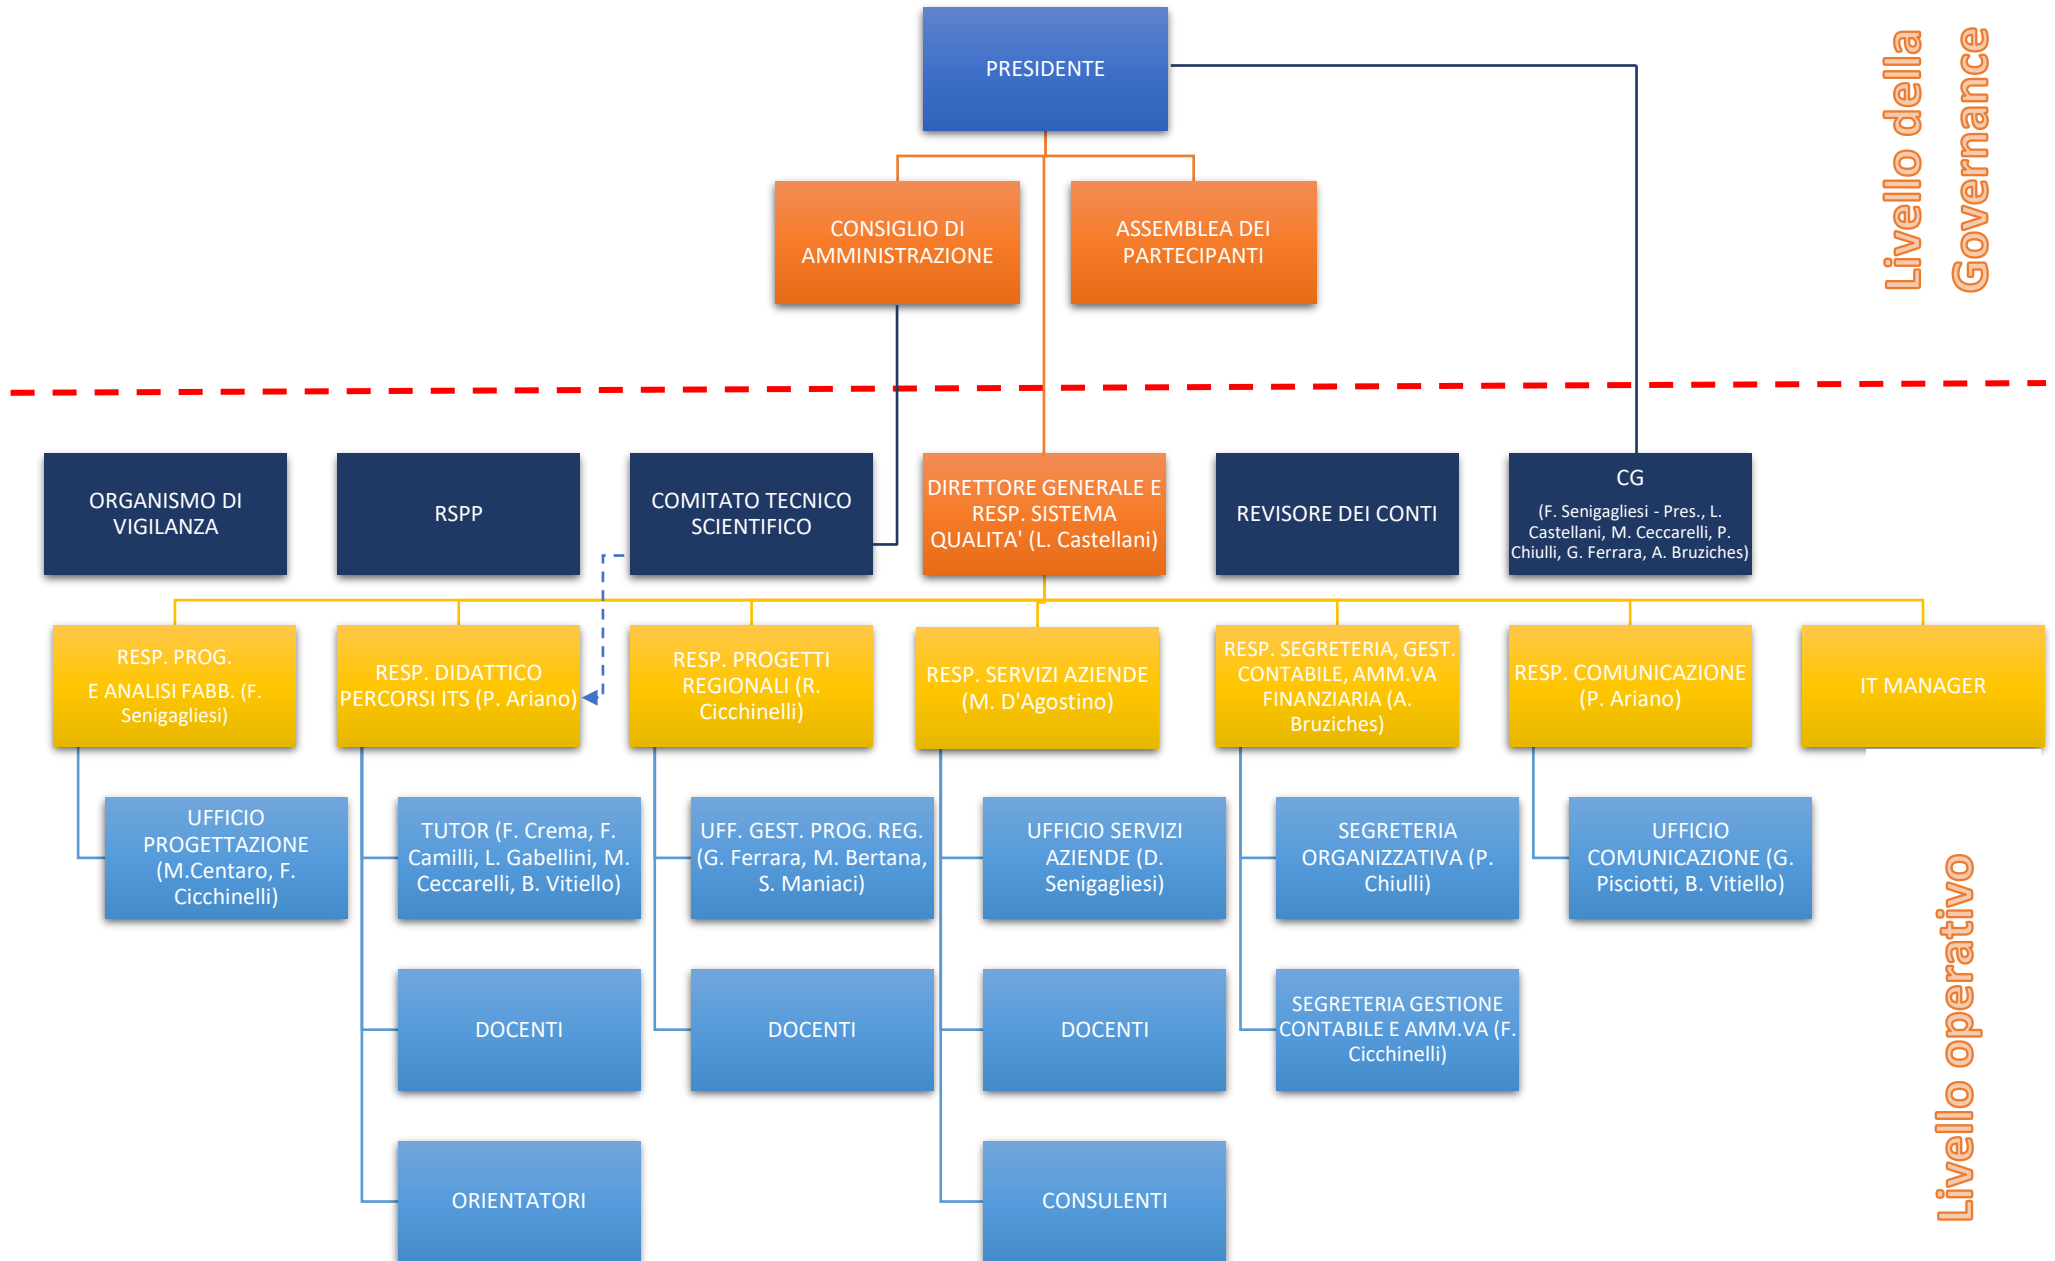 PRESIDENTE
Livello della
Governance
CONSIGLIO DI
AMMINISTRAZIONE
ASSEMBLEA DEI
PARTECIPANTI
ORGANISMO DI
VIGILANZA
RSPP
COMITATO TECNICO
SCIENTIFICO
DIRETTORE GENERALE E
RESP. SISTEMA
QUALITA' (L. Castellani)
REVISORE DEI CONTI
CG
(F. Senigagliesi - Pres., L.
Castellani, M. Ceccarelli, P.
Chiulli, G. Ferrara, A. Bruziches)
RESP. PROG.
E ANALISI FABB. (F.
Senigagliesi)
RESP. DIDATTICO
PERCORSI ITS (P. Ariano)
RESP. PROGETTI
REGIONALI (R.
Cicchinelli)
RESP. SERVIZI AZIENDE
(M. D'Agostino)
RESP. SEGRETERIA, GEST.
CONTABILE, AMM.VA
FINANZIARIA (A.
Bruziches)
RESP. COMUNICAZIONE
(P. Ariano)
IT MANAGER
UFFICIO
PROGETTAZIONE
(M.Centaro, F.
Cicchinelli)
TUTOR (F. Crema, F.
Camilli, L. Gabellini, M.
Ceccarelli, B. Vitiello)
UFF. GEST. PROG. REG.
(G. Ferrara, M. Bertana,
S. Maniaci)
UFFICIO SERVIZI
AZIENDE (D.
Senigagliesi)
SEGRETERIA
ORGANIZZATIVA (P.
Chiulli)
UFFICIO
COMUNICAZIONE (G.
Pisciotti, B. Vitiello)
Livello operativo
DOCENTI
DOCENTI
DOCENTI
SEGRETERIA GESTIONE
CONTABILE E AMM.VA (F.
Cicchinelli)
ORIENTATORI
CONSULENTI